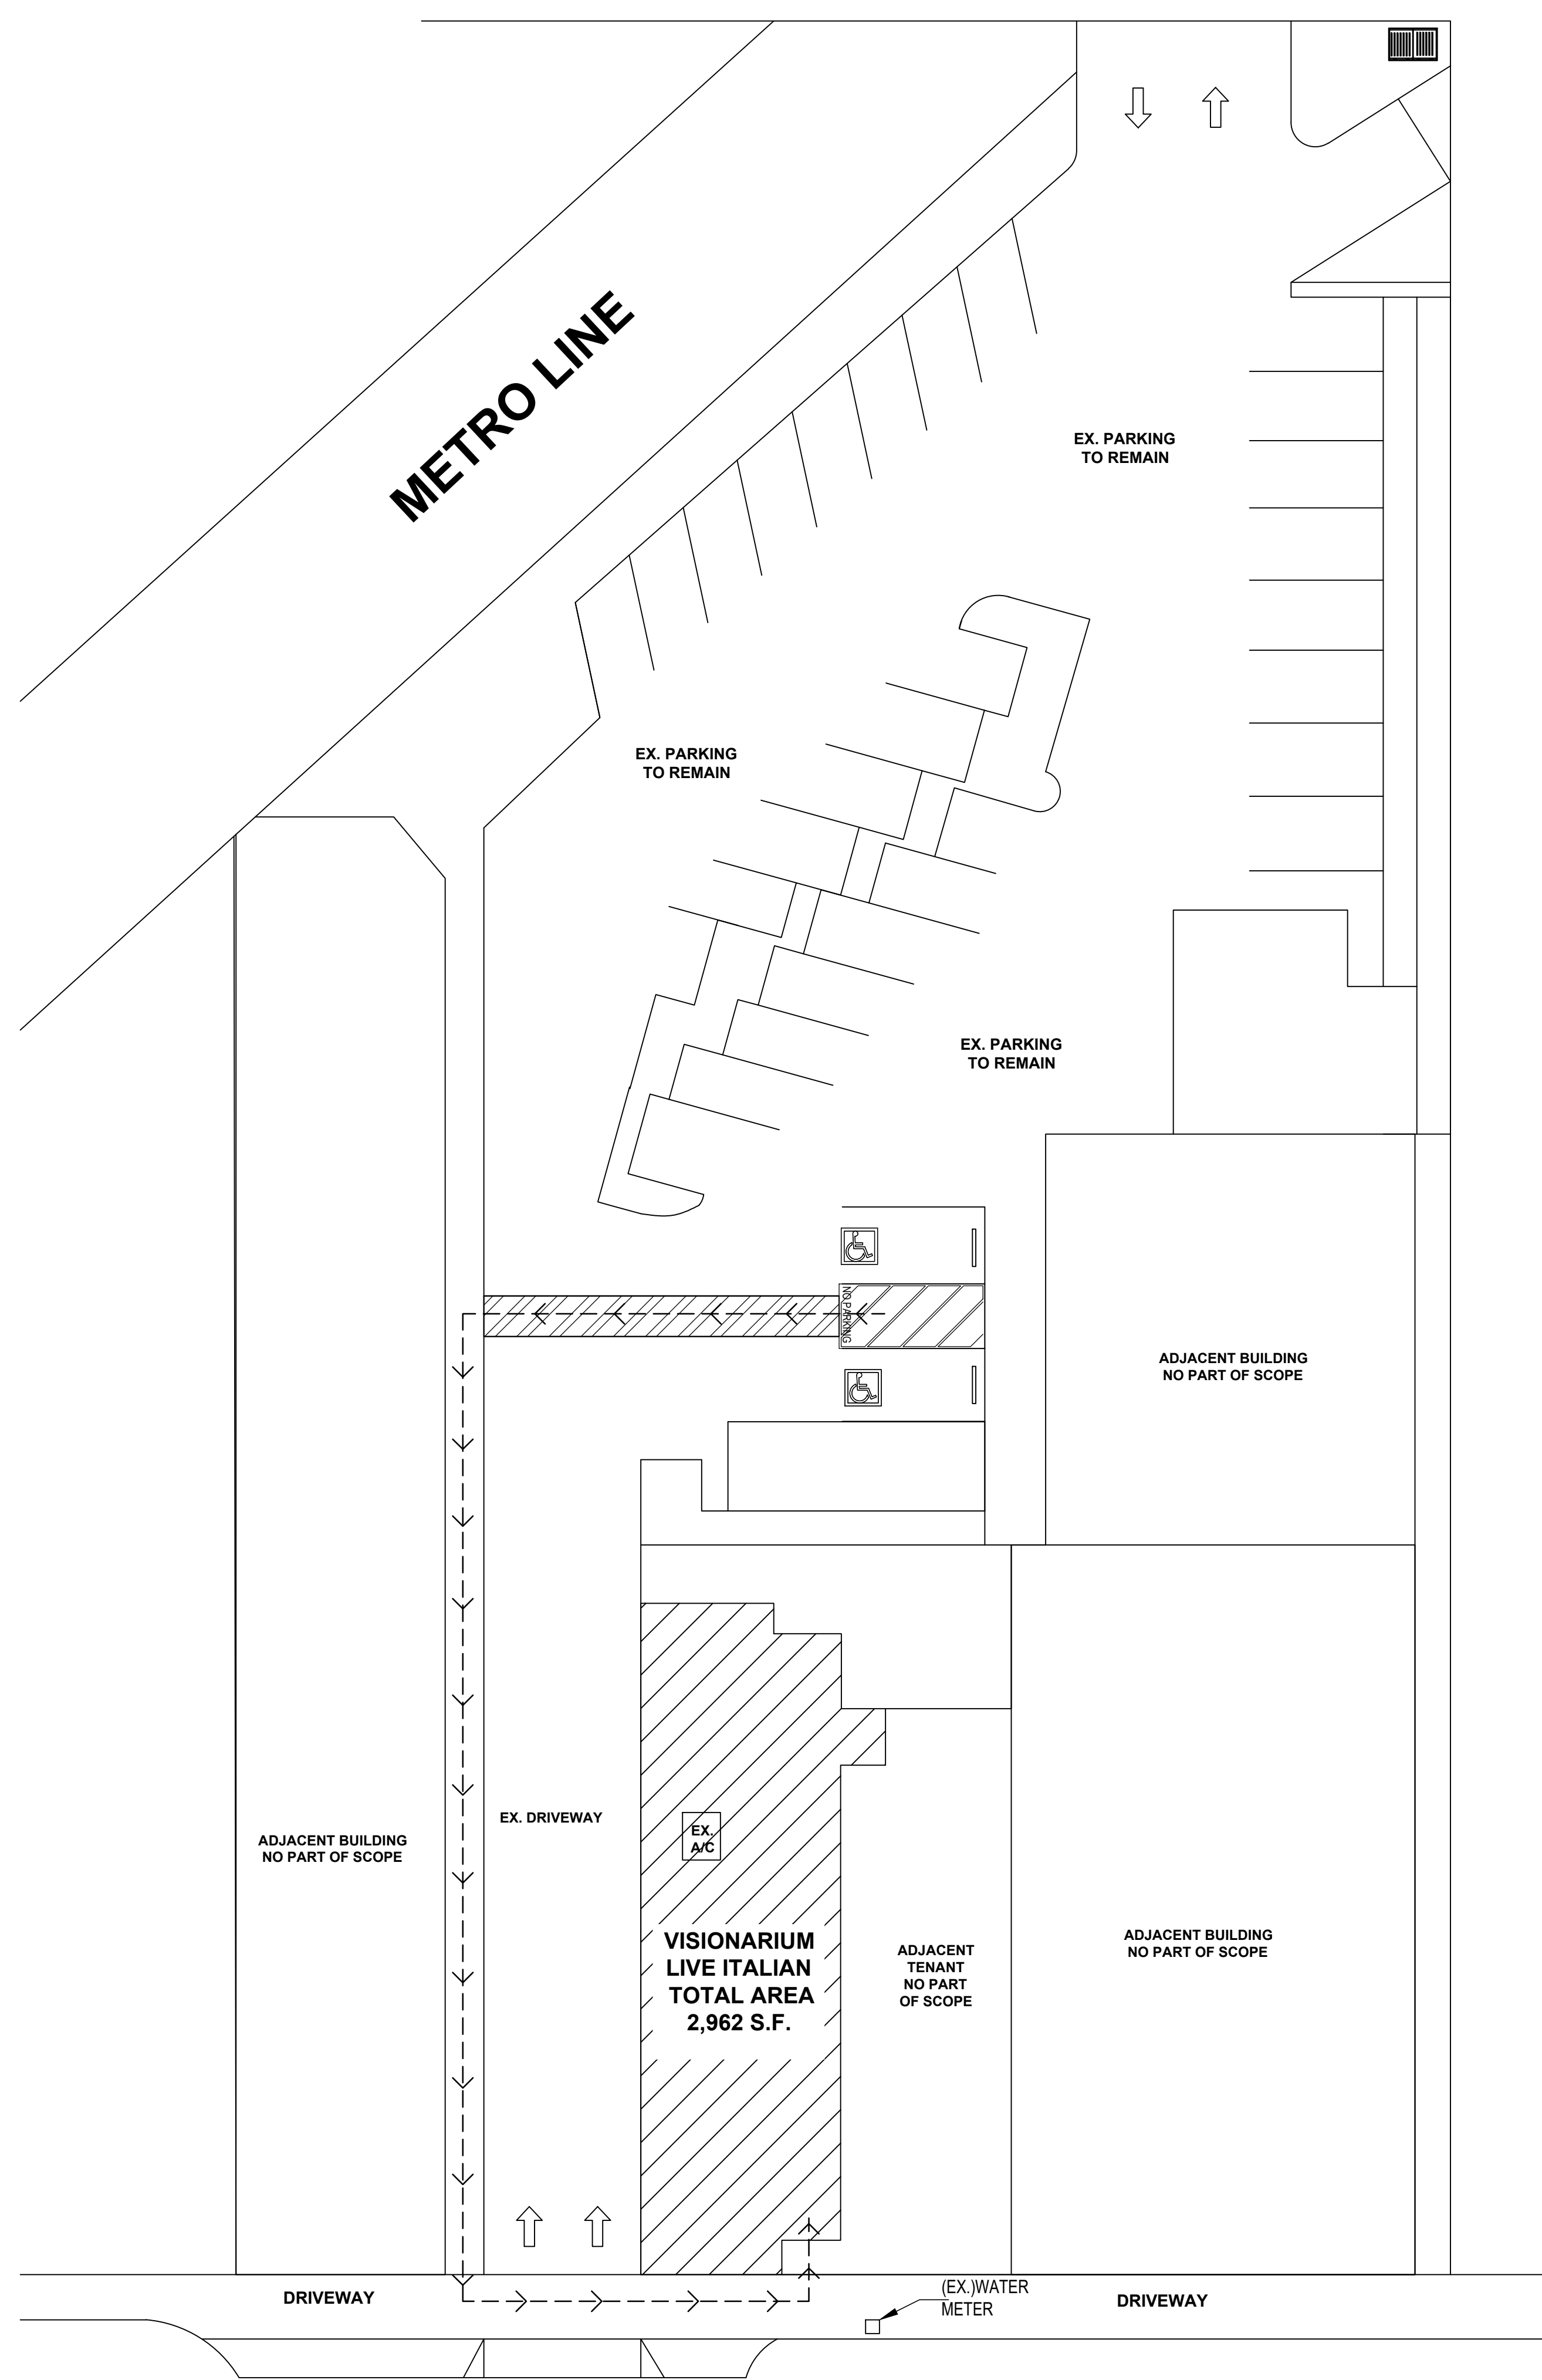 METRO LINE
EX. PARKING
TO REMAIN
EX. PARKING
TO REMAIN
EX. PARKING
TO REMAIN
NO PARKING
ADJACENT BUILDING
NO PART OF SCOPE
EX. DRIVEWAY
EX.
A/C
ADJACENT BUILDING
NO PART OF SCOPE
VISIONARIUM
LIVE ITALIAN
TOTAL AREA
2,962 S.F.
ADJACENT
TENANT
NO PART
OF SCOPE
ADJACENT BUILDING
NO PART OF SCOPE
DRIVEWAY
(EX.)WATER
METER
DRIVEWAY